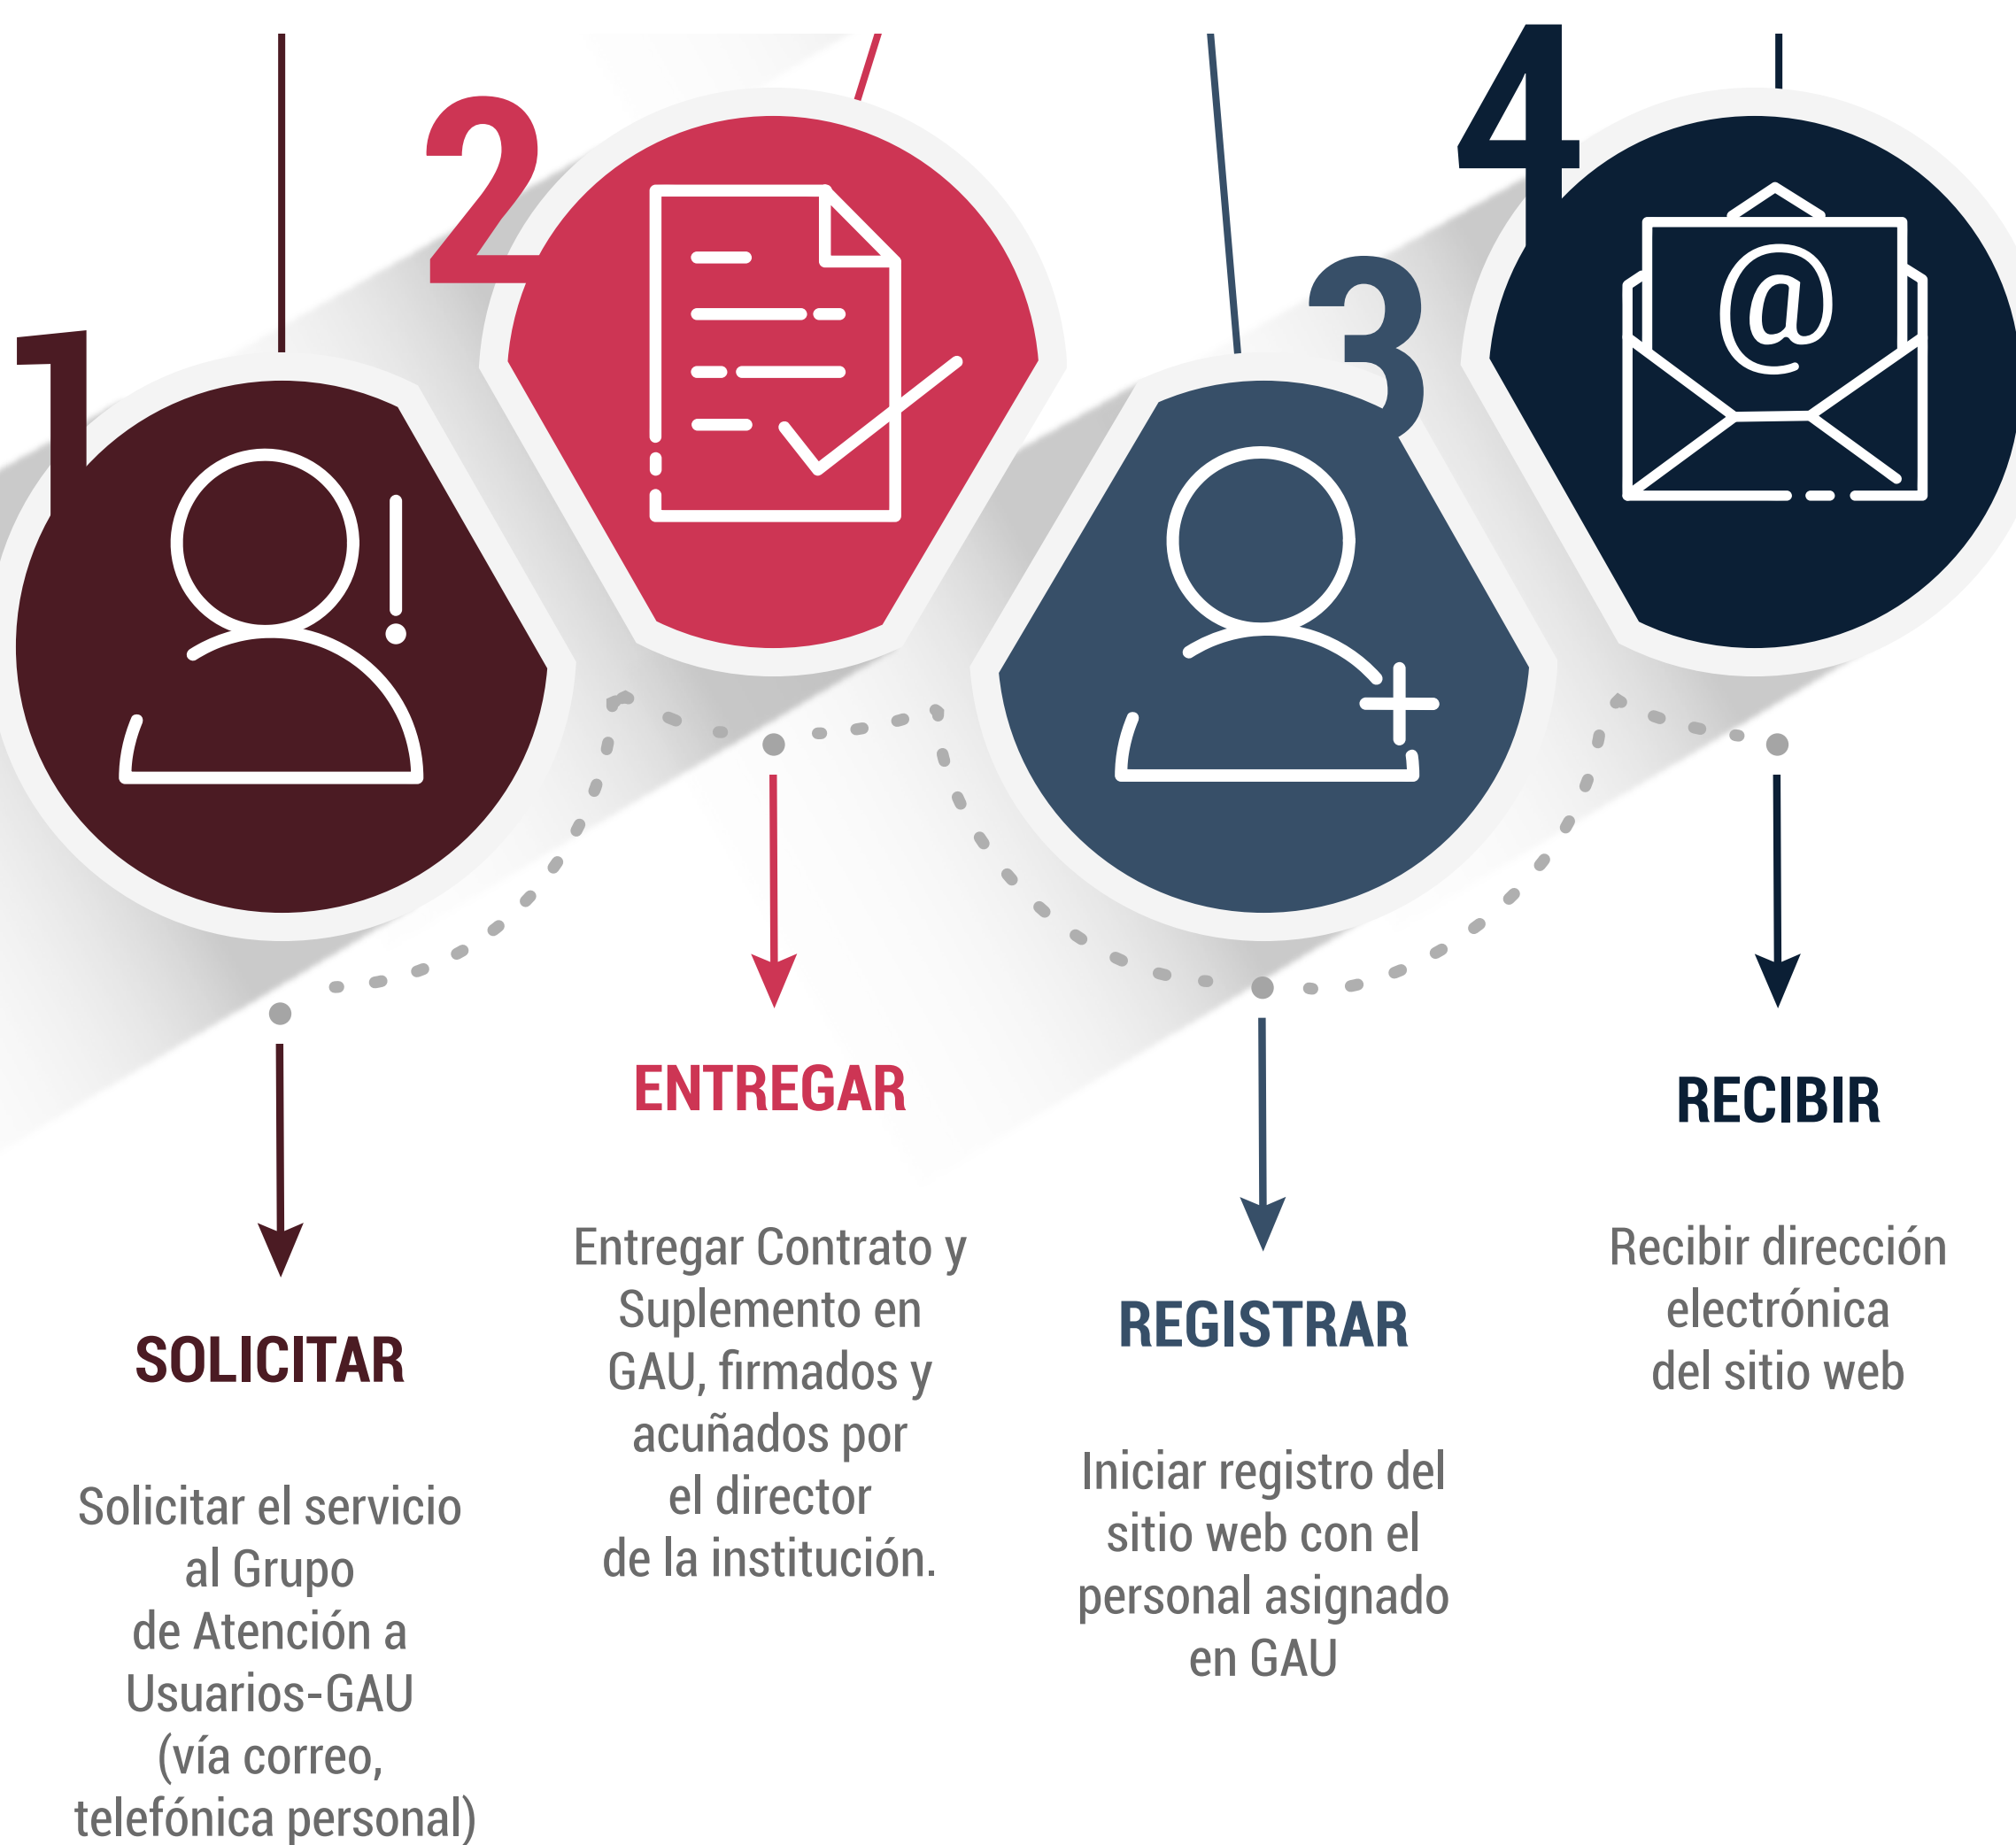 1
SOLICITAR
Solicitar el servicio
al Grupo
de Atención a
Usuarios-GAU
(vía correo,
telefónica personal)
2
ENTREGAR
Entregar Contrato y
Suplemento en
GAU, firmados y
acuñados por
el director
de la institución.
3
REGISTRAR
Iniciar registro del
sitio web con el
personal asignado
en GAU
4
@
RECIBIR
Recibir dirección
electrónica
del sitio web